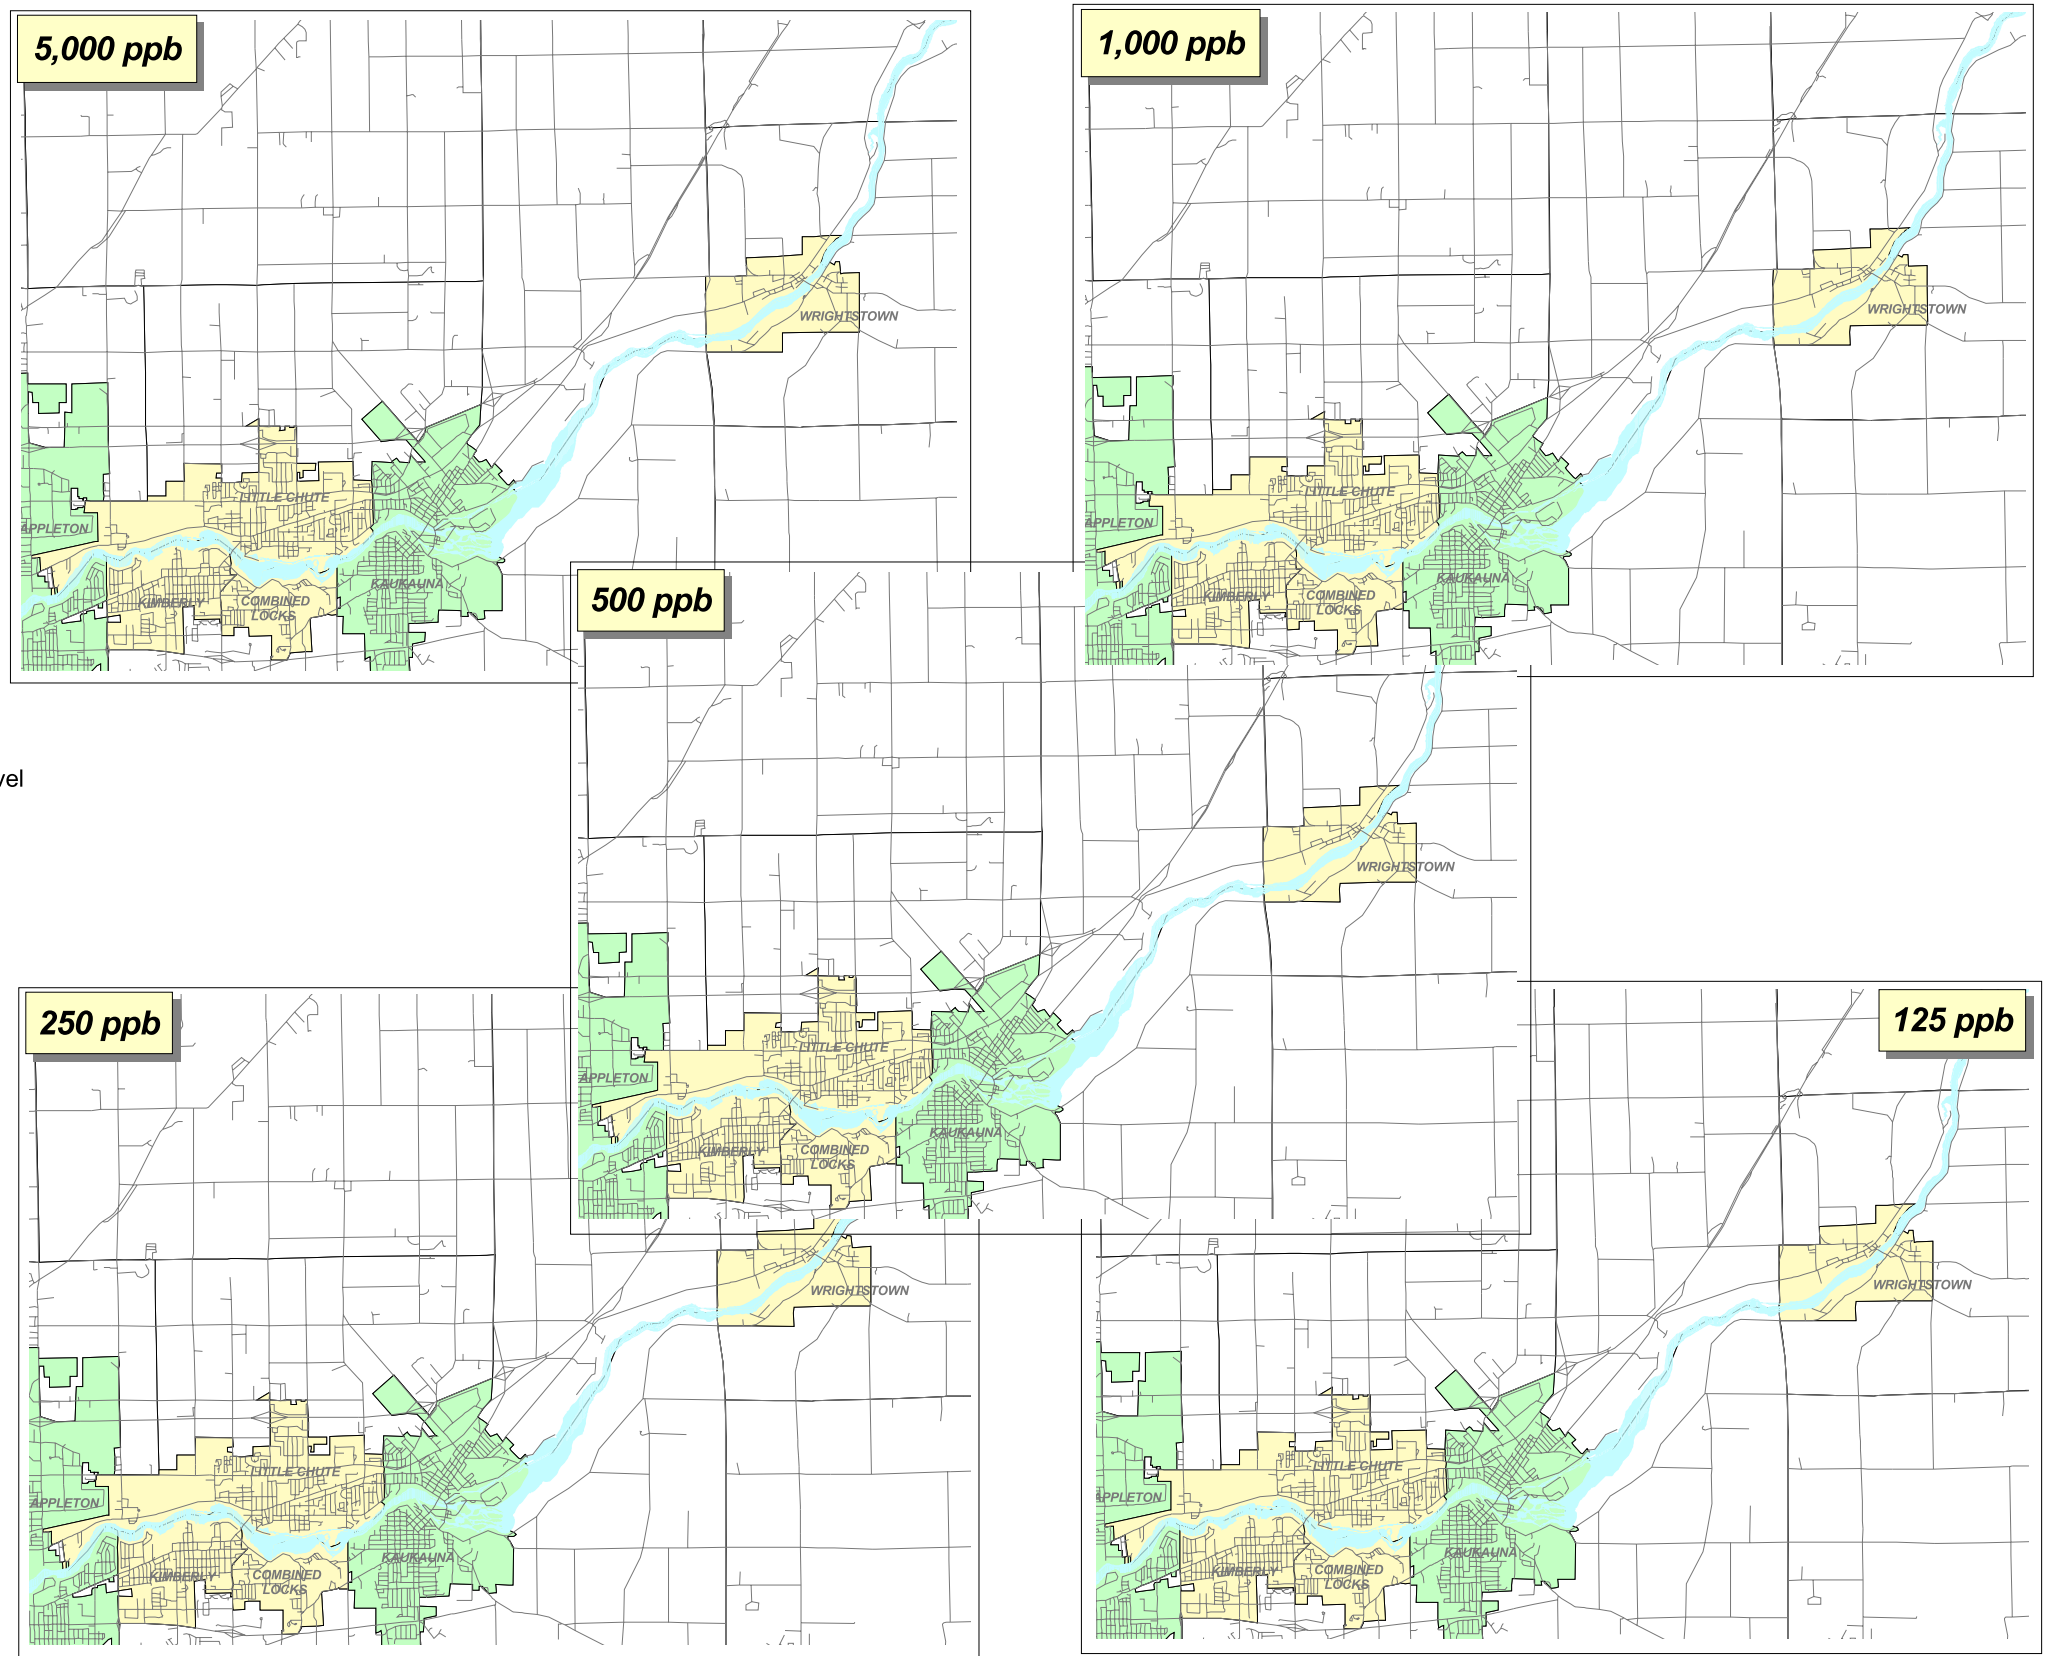 5,000 ppb
WRIGHTSTOWN
LITTLE CHUTE
APPLETON
KAUKAUNA
KIMBERLY
COMBINED
LOCKS
1,000 ppb
WRIGHTSTOWN
LITTLE CHUTE
APPLETON
KAUKAUNA
KIMBERLY
COMBINED
LOCKS
500 ppb
WRIGHTSTOWN
LITTLE CHUTE
APPLETON
KAUKAUNA
KIMBERLY
COMBINED
LOCKS
vel
250 ppb
WRIGHTSTOWN
LITTLE CHUTE
APPLETON
KAUKAUNA
KIMBERLY
COMBINED
LOCKS
125 ppb
WRIGHTSTOWN
LITTLE CHUTE
APPLETON
KAUKAUNA
KIMBERLY
COMBINED
LOCKS